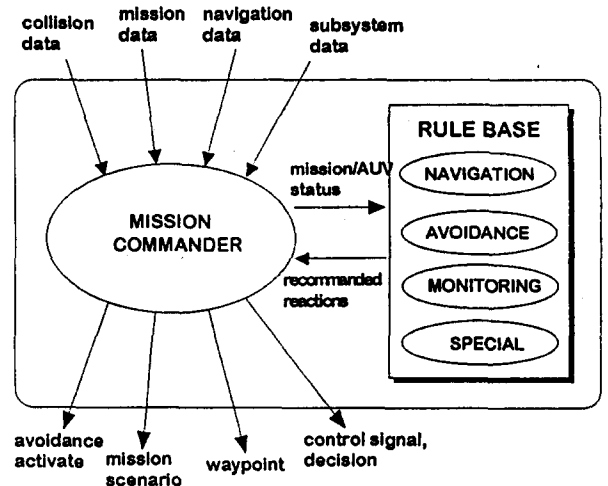 collision
data
mission
data
navigation
data
subsystem
data
RULE BASE
mission/AUV
status
NAVIGATION
MISSION
COMMANDER
AVOIDANCE
recommanded
reactions
MONITORING
SPECIAL
avoidance
activate
mission
scenario
waypoint
control signal,
decision